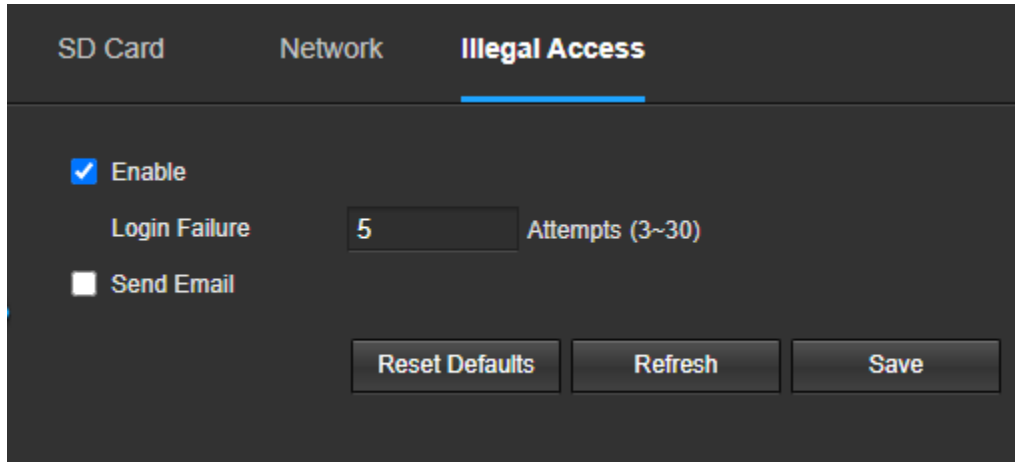 SD Card Network Illegal Access
Enable
Login Failure 5 Attempts (3~30)
Send Email
Reset Defaults Refresh Save